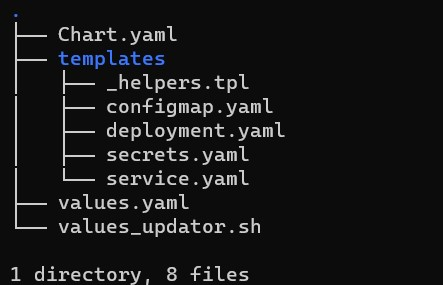 .
├── Chart.yaml
├── templates
│   ├── _helpers.tpl
│   ├── configmap.yaml
│   ├── deployment.yaml
│   ├── secrets.yaml
│   └── service.yaml
├── values.yaml
└── values_updator.sh
1 directory, 8 files